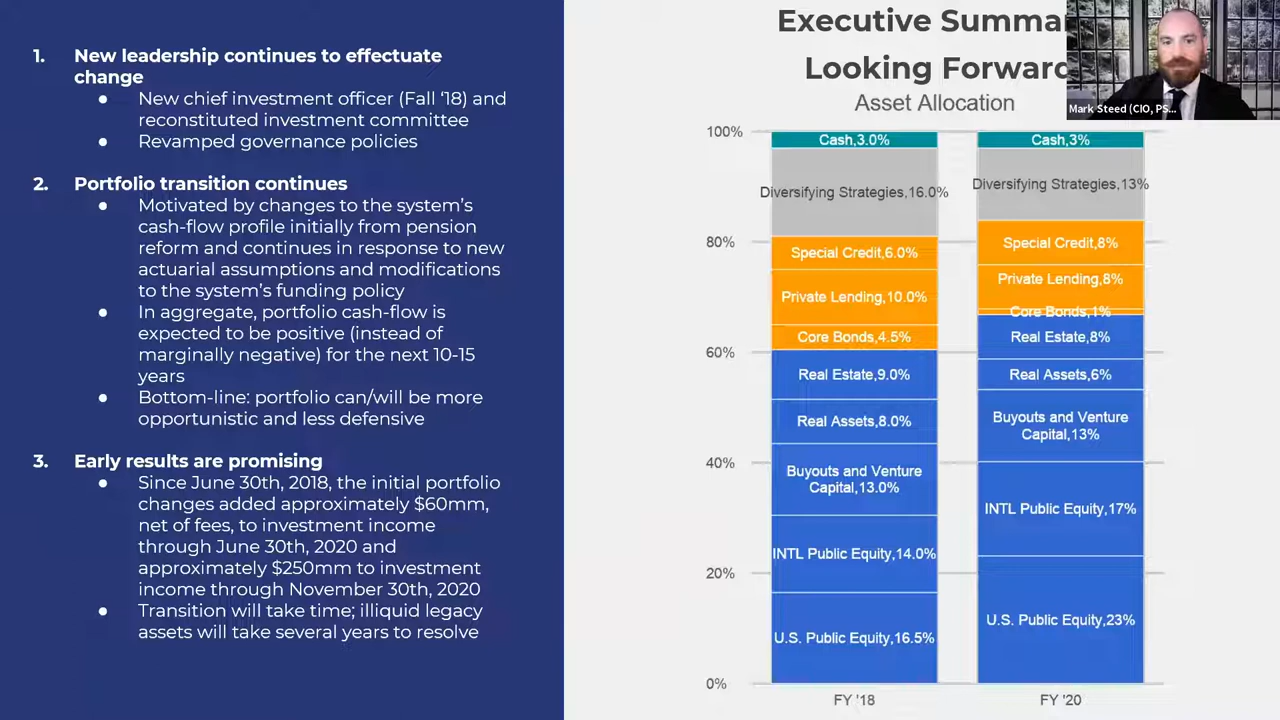 1. New leadership continues to effectuate
change
● New chief investment officer (Fall ‘18) and
reconstituted investment committee
● Revamped governance policies
2. Portfolio transition continues
● Motivated by changes to the system’s
cash-flow profile initially from pension
reform and continues in response to new
actuarial assumptions and modifications
to the system’s funding policy
● In aggregate, portfolio cash-flow is
expected to be positive (instead of
marginally negative) for the next 10-15
years
● Bottom-line: portfolio can/will be more
opportunistic and less defensive
3. Early results are promising
● Since June 30th, 2018, the initial portfolio
changes added approximately $60mm,
net of fees, to investment income
through June 30th, 2020 and
approximately $250mm to investment
income through November 30th, 2020
● Transition will take time; illiquid legacy
assets will take several years to resolve
Executive Summa
Looking Forward
Asset Allocation
Mark Steed (CIO, PS...
100%
80%
60%
40%
20%
0%
Cash,3.0%
Diversifying Strategies,16.0%
Special Credit,6.0%
Private Lending,10.0%
Core Bonds,4.5%
Real Estate,9.0%
Real Assets,8.0%
Buyouts and Venture
Capital,13.0%
INTL Public Equity,14.0%
U.S. Public Equity,16.5%
FY '18
Cash,3%
Diversifying Strategies,13%
Special Credit,8%
Private Lending,8%
Core Bonds,1%
Real Estate,8%
Real Assets,6%
Buyouts and Venture
Capital,13%
INTL Public Equity,17%
U.S. Public Equity,23%
FY '20